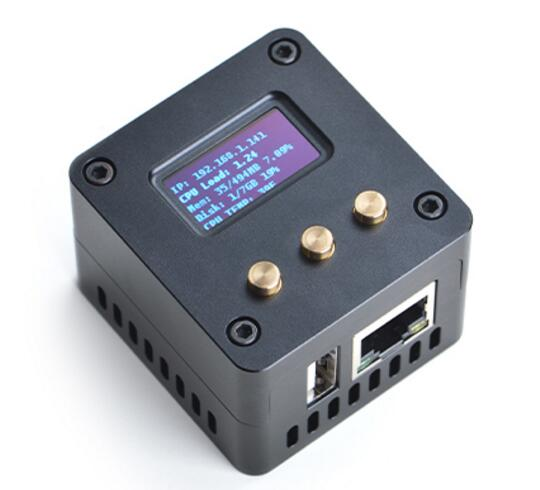 IP: 192.168.1.141
CPU Load: 1.24
Mem: 35/494MB 7.09%
Disk: 1/7GB 19%
CPU TEMP: